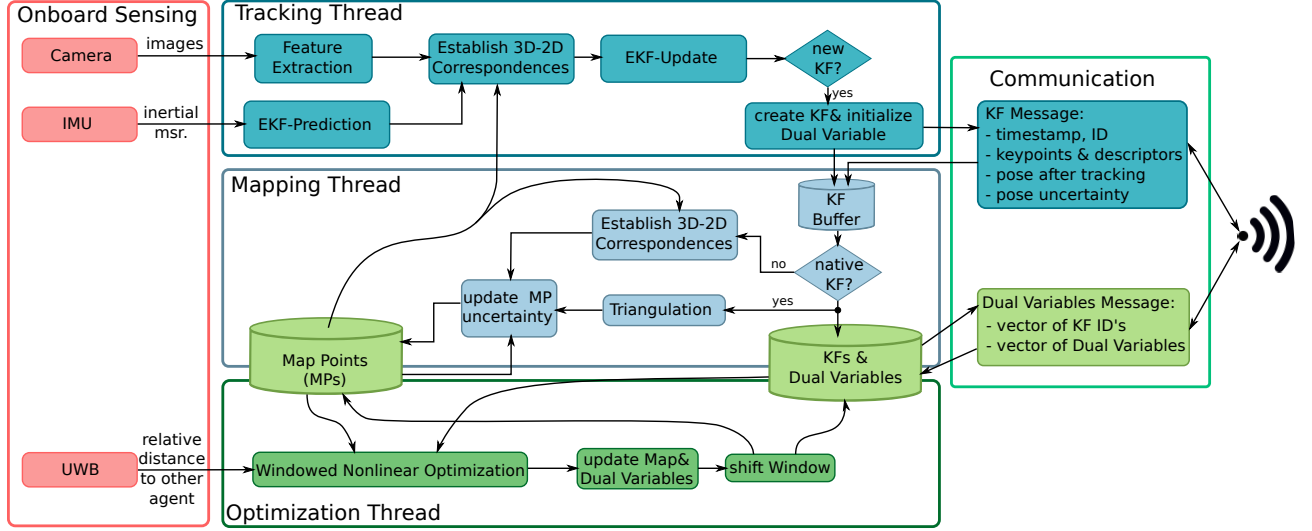 Onboard Sensing
Camera
images
IMU
inertial
msr.
UWB
relative
distance
to other
agent
Tracking Thread
Feature
Extraction
Establish 3D-2D
Correspondences
EKF-Update
new
KF?
yes
EKF-Prediction
create KF& initialize
Dual Variable
Mapping Thread
KF
Buffer
Establish 3D-2D
Correspondences
no
native
KF?
yes
update MP
uncertainty
Triangulation
Map Points
(MPs)
KFs &
Dual Variables
Windowed Nonlinear Optimization
update Map&
Dual Variables
shift Window
Optimization Thread
Communication
KF Message:
- timestamp, ID
- keypoints & descriptors
- pose after tracking
- pose uncertainty
Dual Variables Message:
- vector of KF ID's
- vector of Dual Variables